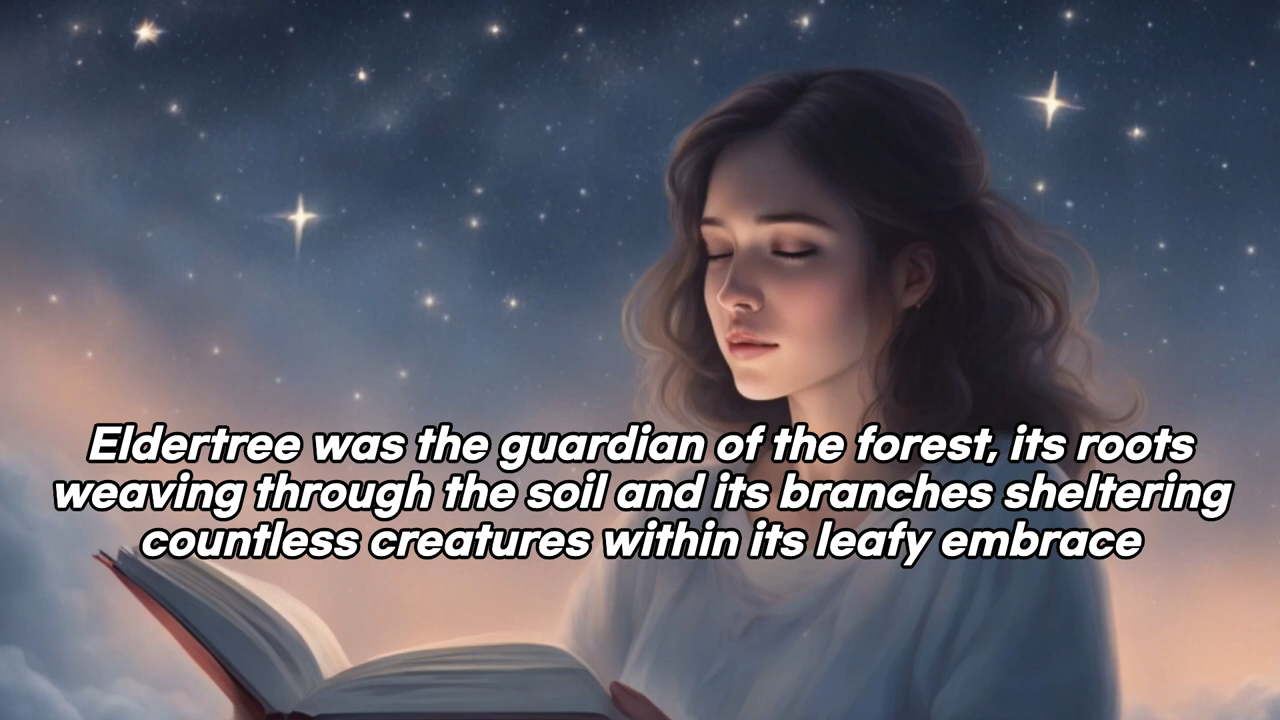 Eldertree was the guardian of the forest, its roots
weaving through the soil and its branches sheltering
countless creatures within its leafy embrace